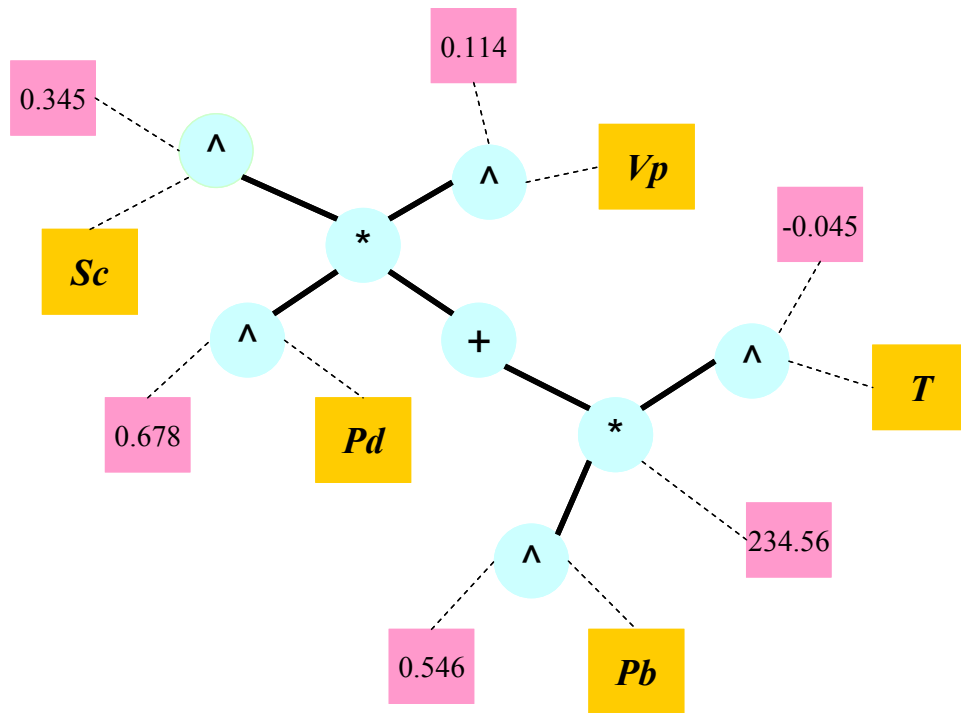 0.114
0.345
^
^
Vp
-0.045
*
Sc
^
+
^
T
0.678
Pd
*
234.56
^
0.546
Pb